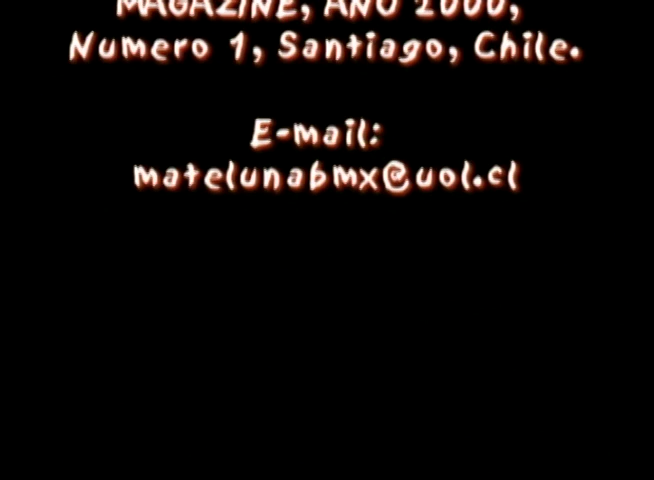 MAGAZINE, AÑO 2000,
Numero 1, Santiago, Chile.
E-mail:
matelunabmx@uol.cl